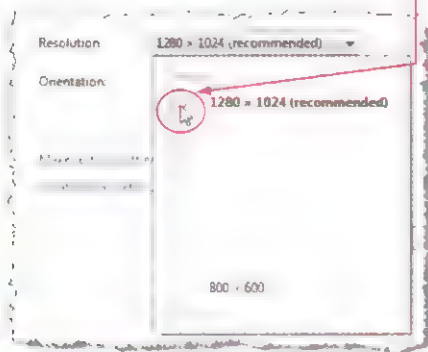 Resolution: 1280 × 1024 (recommended)
Orientation:
1280 × 1024 (recommended)
800 × 600